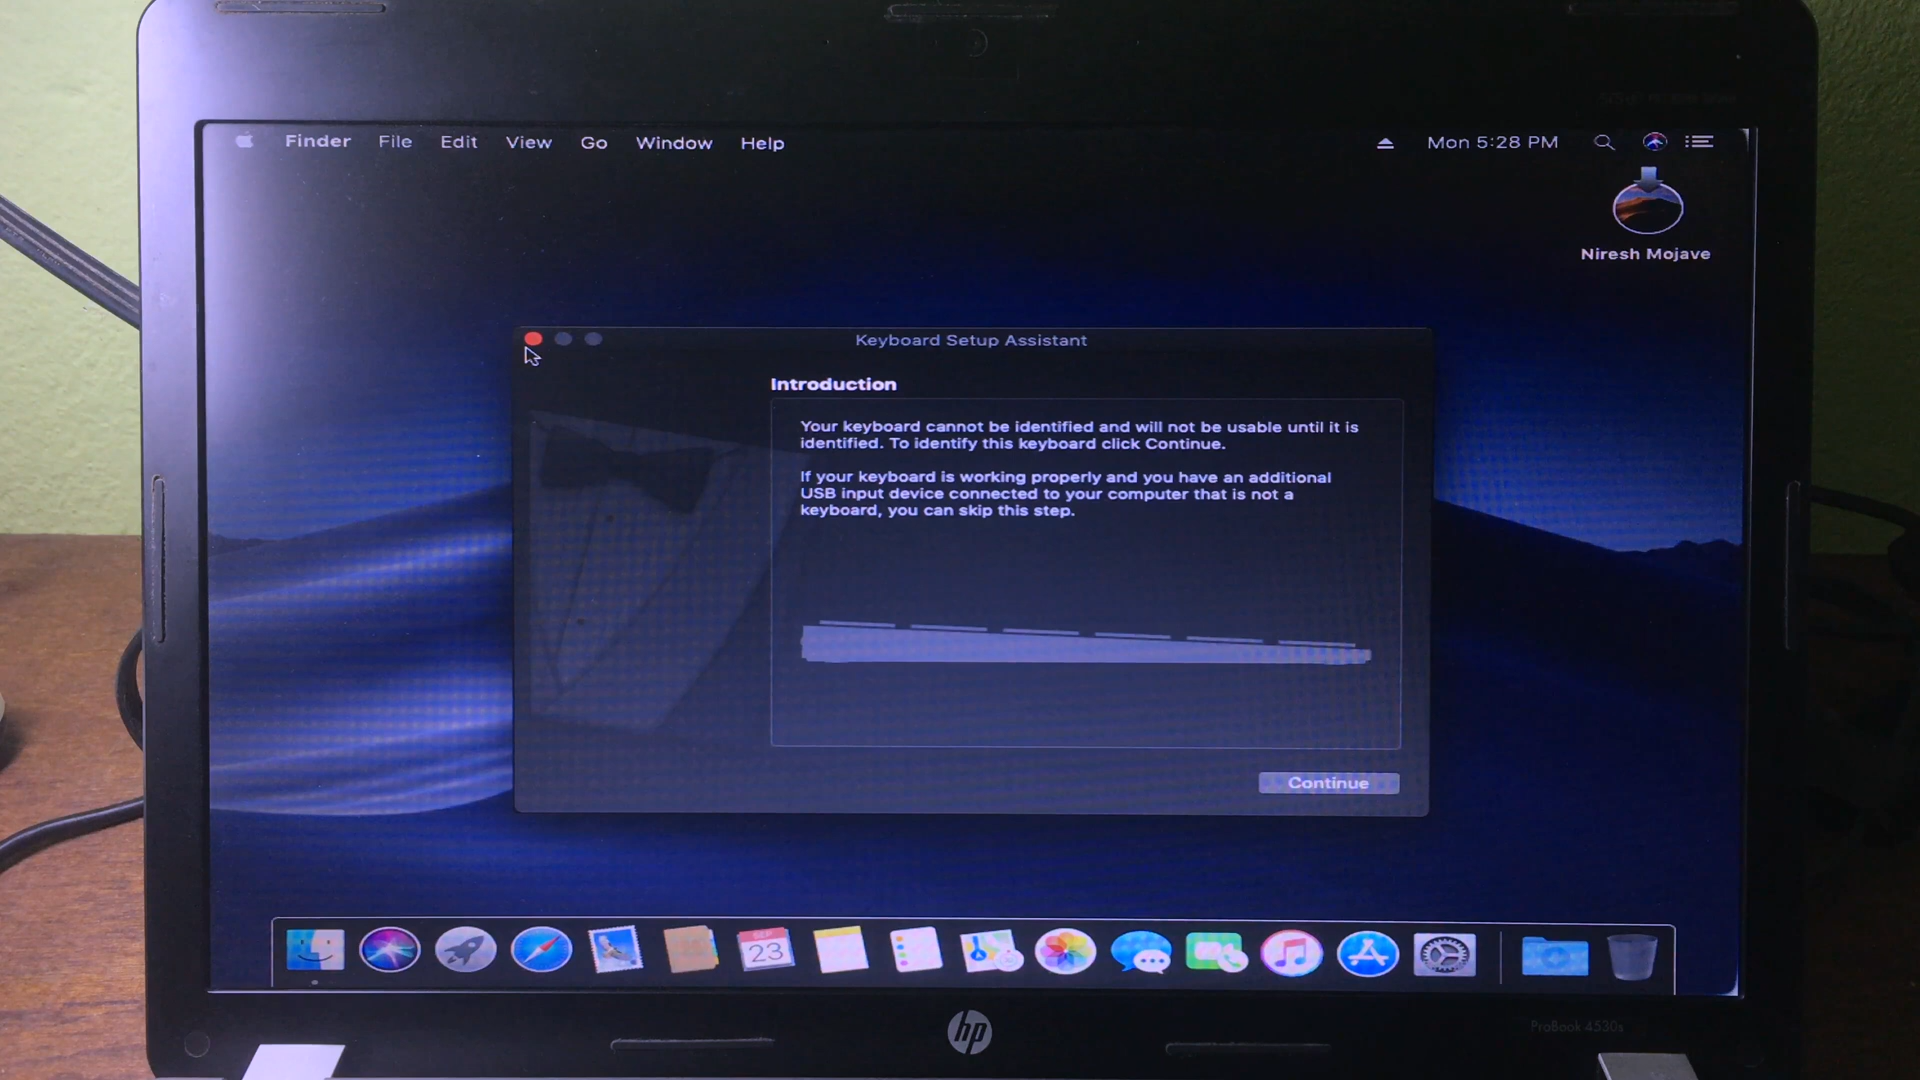 Finder File Edit View Go Window Help Mon 5:28 PM
Niresh Mojave
Keyboard Setup Assistant
Introduction
Your keyboard cannot be identified and will not be usable until it is
identified. To identify this keyboard click Continue.
If your keyboard is working properly and you have an additional
USB input device connected to your computer that is not a
keyboard, you can skip this step.
Continue
SEP
23
hp
ProBook 4530s